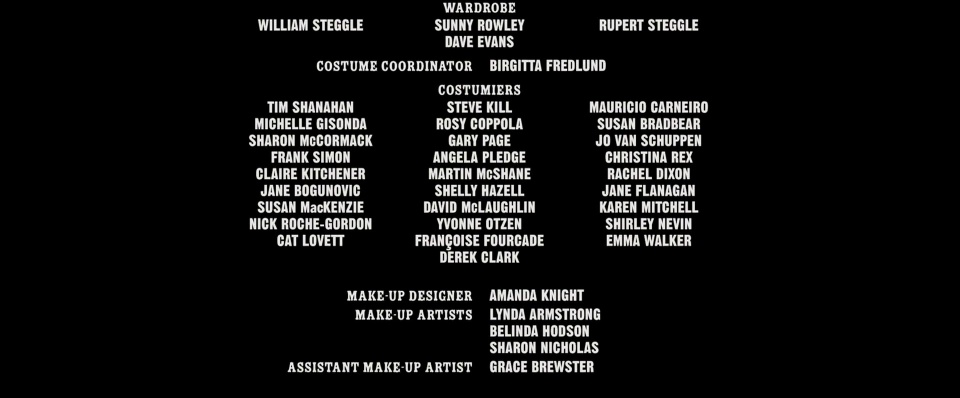 WARDROBE
WILLIAM STEGGLE SUNNY ROWLEY RUPERT STEGGLE
DAVE EVANS
COSTUME COORDINATOR BIRGITTA FREDLUND
COSTUMIERS
TIM SHANAHAN STEVE KILL MAURICIO CARNEIRO
MICHELLE GISONDA ROSY COPPOLA SUSAN BRADBEAR
SHARON McCORMACK GARY PAGE JO VAN SCHUPPEN
FRANK SIMON ANGELA PLEDGE CHRISTINA REX
CLAIRE KITCHENER MARTIN McSHANE RACHEL DIXON
JANE BOGUNOVIC SHELLY HAZELL JANE FLANAGAN
SUSAN MacKENZIE DAVID McLAUGHLIN KAREN MITCHELL
NICK ROCHE-GORDON YVONNE OTZEN SHIRLEY NEVIN
CAT LOVETT FRANÇOISE FOURCADE EMMA WALKER
DEREK CLARK
MAKE-UP DESIGNER AMANDA KNIGHT
MAKE-UP ARTISTS LYNDA ARMSTRONG
BELINDA HODSON
SHARON NICHOLAS
ASSISTANT MAKE-UP ARTIST GRACE BREWSTER